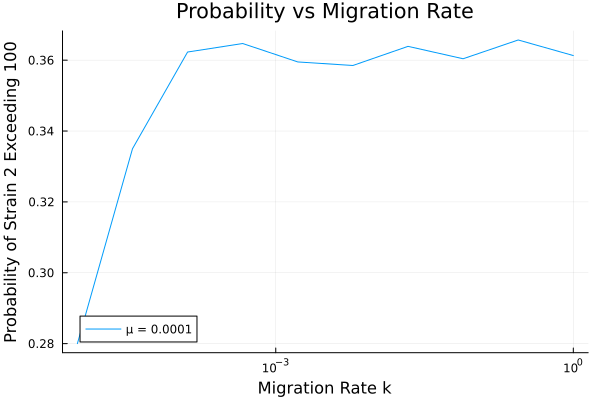 Probability vs Migration Rate
Probability of Strain 2 Exceeding 100
0.36
0.34
0.32
0.30
0.28
μ = 0.0001
10⁻³
10⁰
Migration Rate k